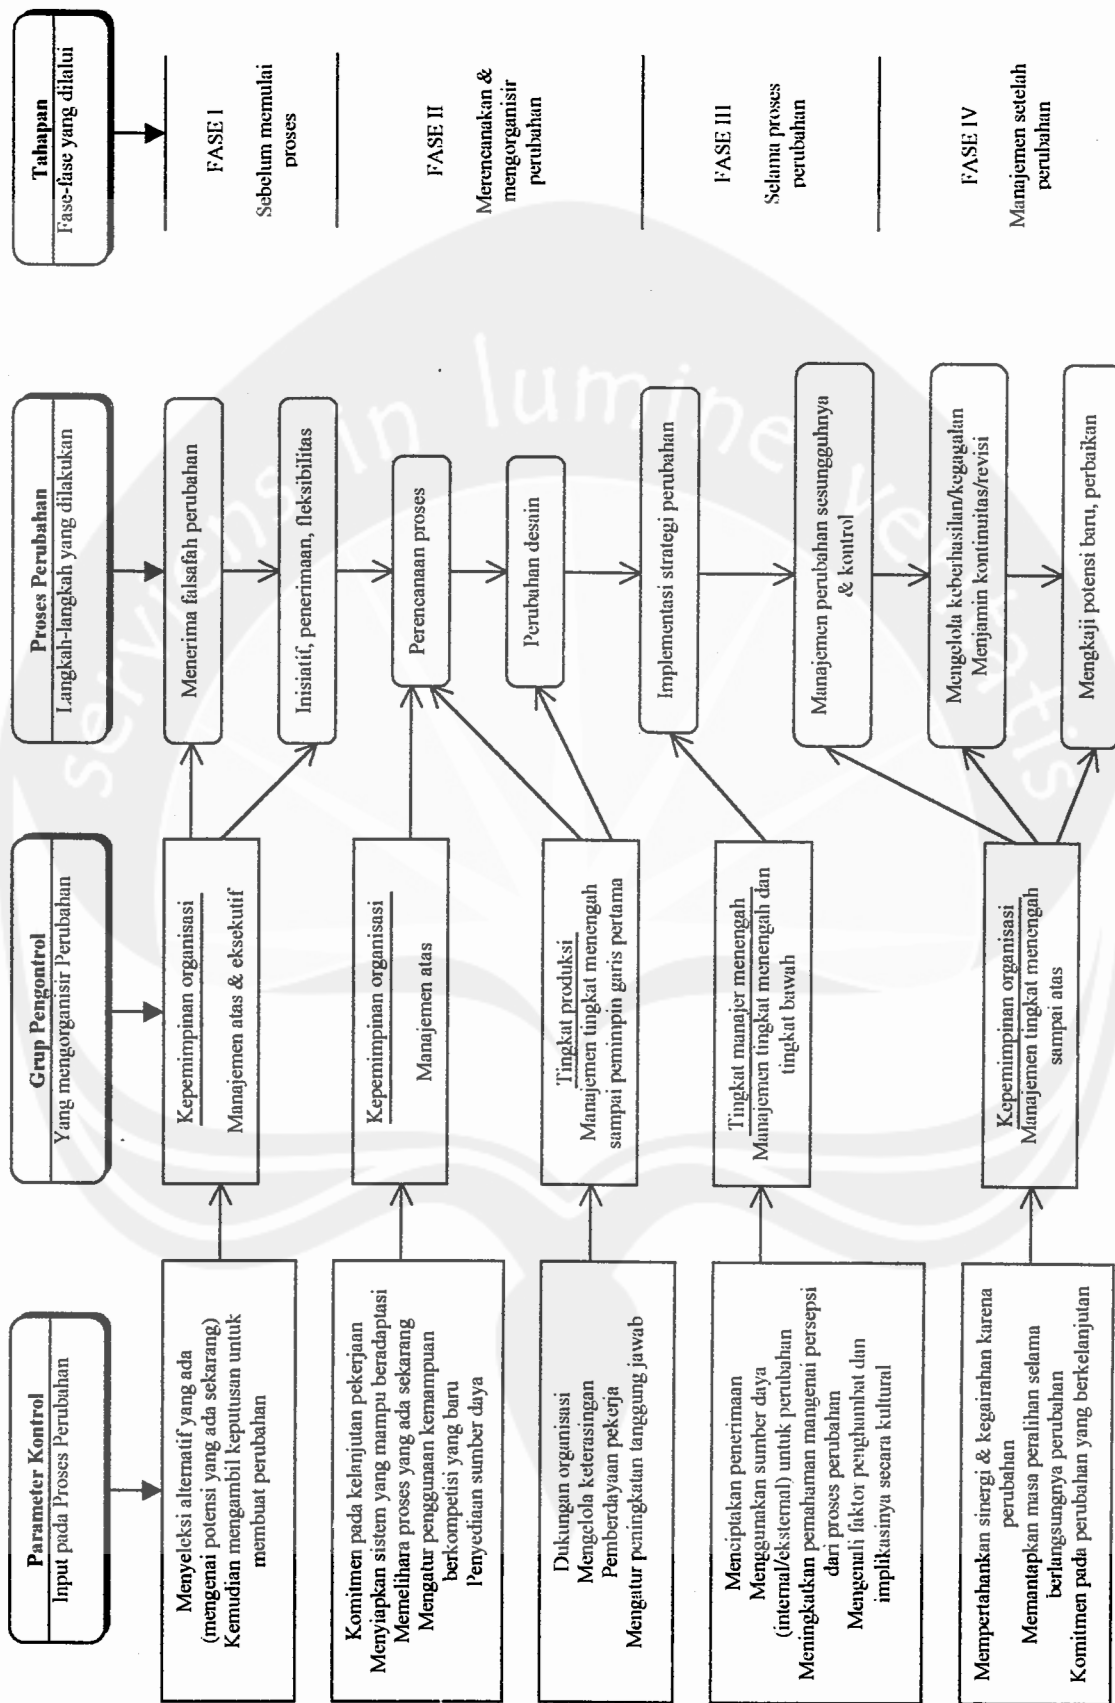 Parameter Kontrol
Input pada Proses Perubahan
Menyeleksi alternatif yang ada
(mengenai potensi yang ada sekarang)
Kemudian mengambil keputusan untuk
membuat perubahan
Komitmen pada kelanjutan pekerjaan
Menyiapkan sistem yang mampu beradaptasi
Memelihara proses yang ada sekarang
Mengatur penggunaan kemampuan
berkompetisi yang baru
Penyediaan sumber daya
Dukungan organisasi
Mengelola keterasingan
Pemberdayaan pekerja
Mengatur peningkatan tanggung jawab
Menciptakan penerimaan
Menggunakan sumber daya
(internal/eksternal) untuk perubahan
Meningkatkan pemahaman mangenai persepsi
dari proses perubahan
Mengenali faktor penghambat dan
implikasinya secara kultural
Mempertahankan sinergi & kegairahan karena
perubahan
Memantapkan masa peralihan selama
berlangsungnya perubahan
Komitmen pada perubahan yang berkelanjutan
Grup Pengontrol
Yang mengorganisir Perubahan
Kepemimpinan organisasi
Manajemen atas & eksekutif
Kepemimpinan organisasi
Manajemen atas
Tingkat produksi
Manajemen tingkat menengah
sampai pemimpin garis pertama
Tingkat manajer menengah
Manajemen tingkat menengah dan
tingkat bawah
Kepemimpinan organisasi
Manajemen tingkat menengah
sampai atas
Proses Perubahan
Langkah-langkah yang dilakukan
Menerima falsafah perubahan
Inisiatif, penerimaan, fleksibilitas
Perencanaan proses
Perubahan desain
Implementasi strategi perubahan
Manajemen perubahan sesungguhnya
& kontrol
Mengelola keberhasilan/kegagalan
Menjamin kontinuitas/revisi
Mengkaji potensi baru, perbaikan
Tahapan
Fase-fase yang dilalui
FASE I
Sebelum memulai
proses
FASE II
Merencanakan &
mengorganisir
perubahan
FASE III
Selama proses
perubahan
FASE IV
Manajemen setelah
perubahan
serviens in lumine veritatis